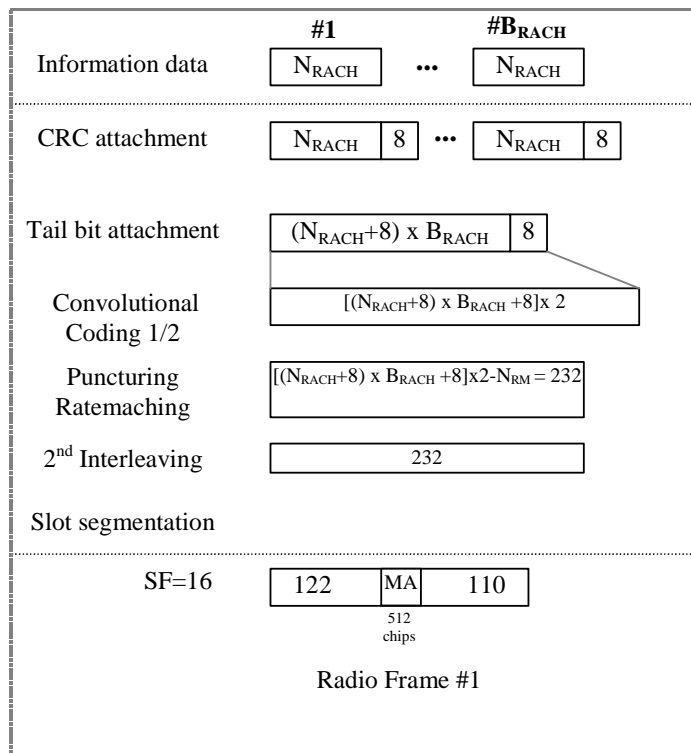 #1 #B_RACH
Information data N_RACH ... N_RACH
CRC attachment N_RACH 8 ... N_RACH 8
Tail bit attachment (N_RACH+8) x B_RACH 8
Convolutional Coding 1/2 [(N_RACH+8) x B_RACH +8]x 2
Puncturing Ratemaching [(N_RACH+8) x B_RACH +8]x2-N_RM = 232
2nd Interleaving 232
Slot segmentation
SF=16 122 MA 110
512
chips
Radio Frame #1